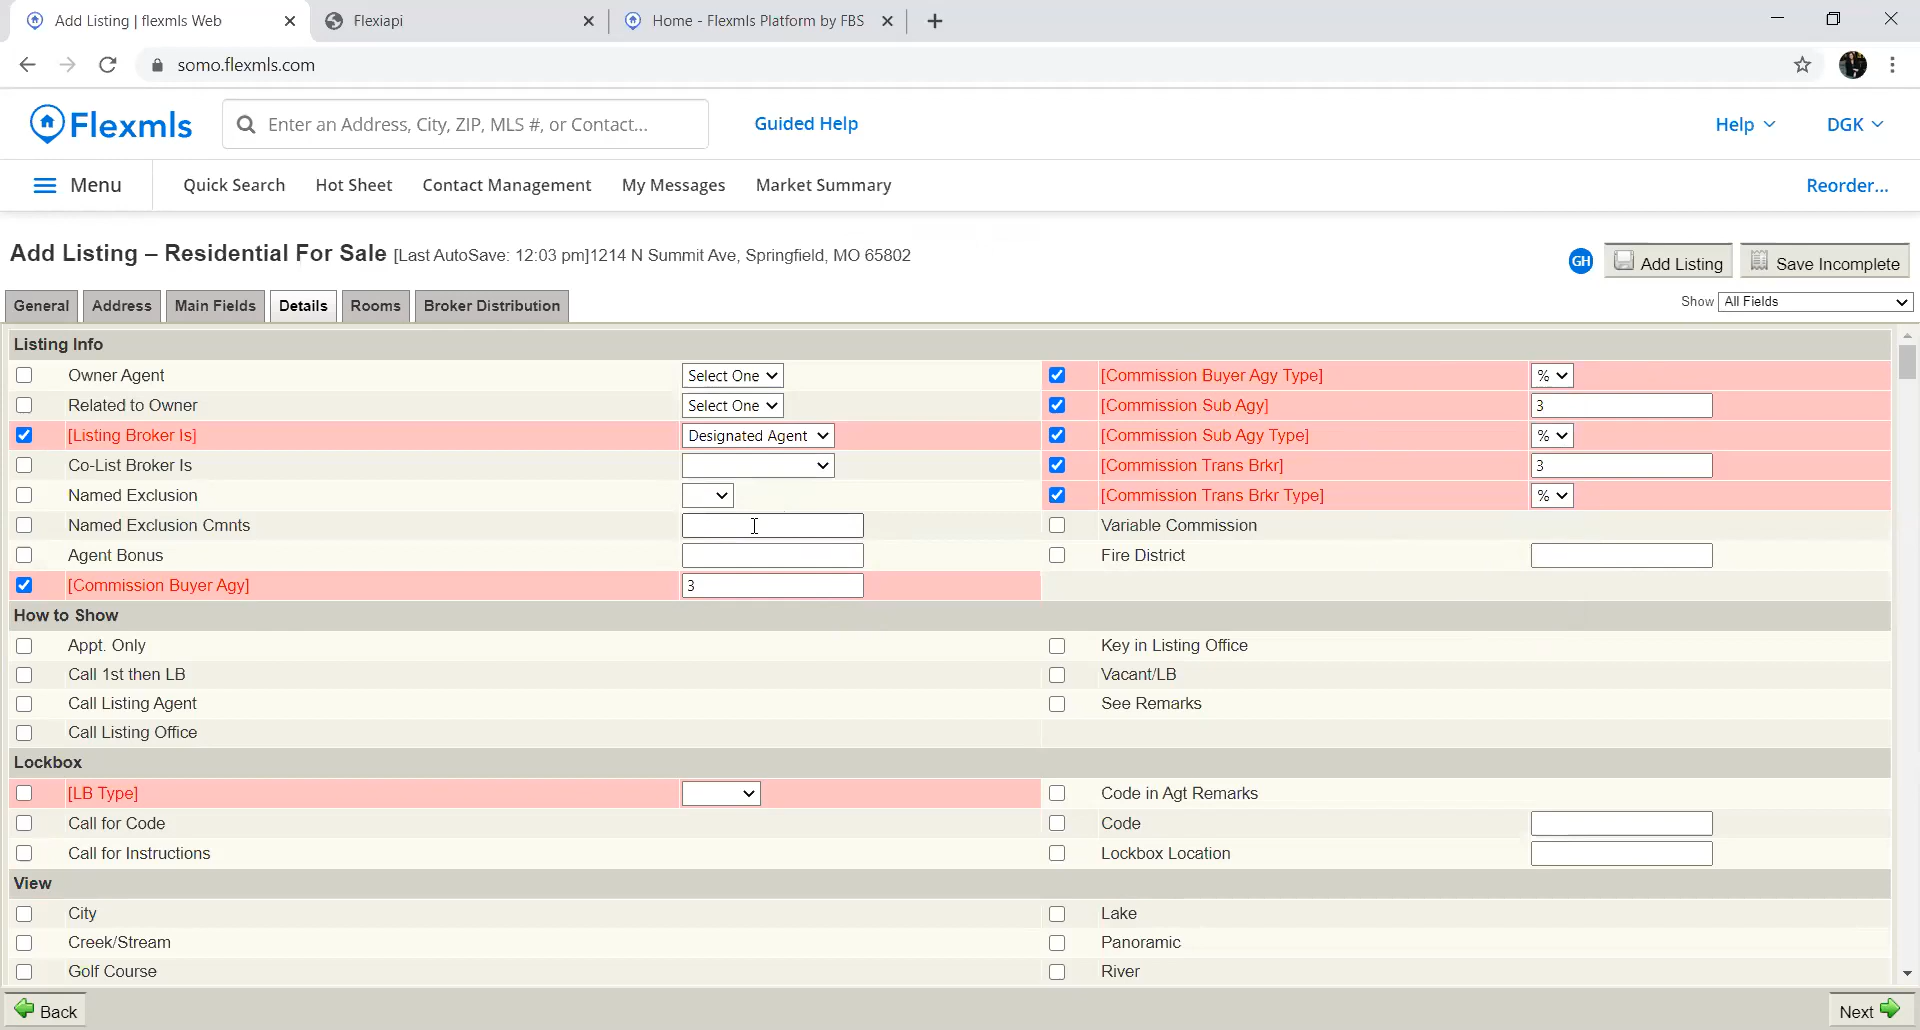 Add Listing | flexmls Web
Flexiapi
Home - Flexmls Platform by FBS
somo.flexmls.com
Flexmls
Enter an Address, City, ZIP, MLS #, or Contact...
Guided Help
Help
DGK
Menu
Quick Search
Hot Sheet
Contact Management
My Messages
Market Summary
Reorder...
Add Listing – Residential For Sale [Last AutoSave: 12:03 pm]1214 N Summit Ave, Springfield, MO 65802
GH
Add Listing
Save Incomplete
General
Address
Main Fields
Details
Rooms
Broker Distribution
Show All Fields
Listing Info
Owner Agent Select One
[Commission Buyer Agy Type] %
Related to Owner Select One
[Commission Sub Agy] 3
[Listing Broker Is] Designated Agent
[Commission Sub Agy Type] %
Co-List Broker Is
[Commission Trans Brkr] 3
Named Exclusion
[Commission Trans Brkr Type] %
Named Exclusion Cmnts
Variable Commission
Agent Bonus
Fire District
[Commission Buyer Agy] 3
How to Show
Appt. Only
Key in Listing Office
Call 1st then LB
Vacant/LB
Call Listing Agent
See Remarks
Call Listing Office
Lockbox
[LB Type]
Code in Agt Remarks
Call for Code
Code
Call for Instructions
Lockbox Location
View
City
Lake
Creek/Stream
Panoramic
Golf Course
River
Back
Next